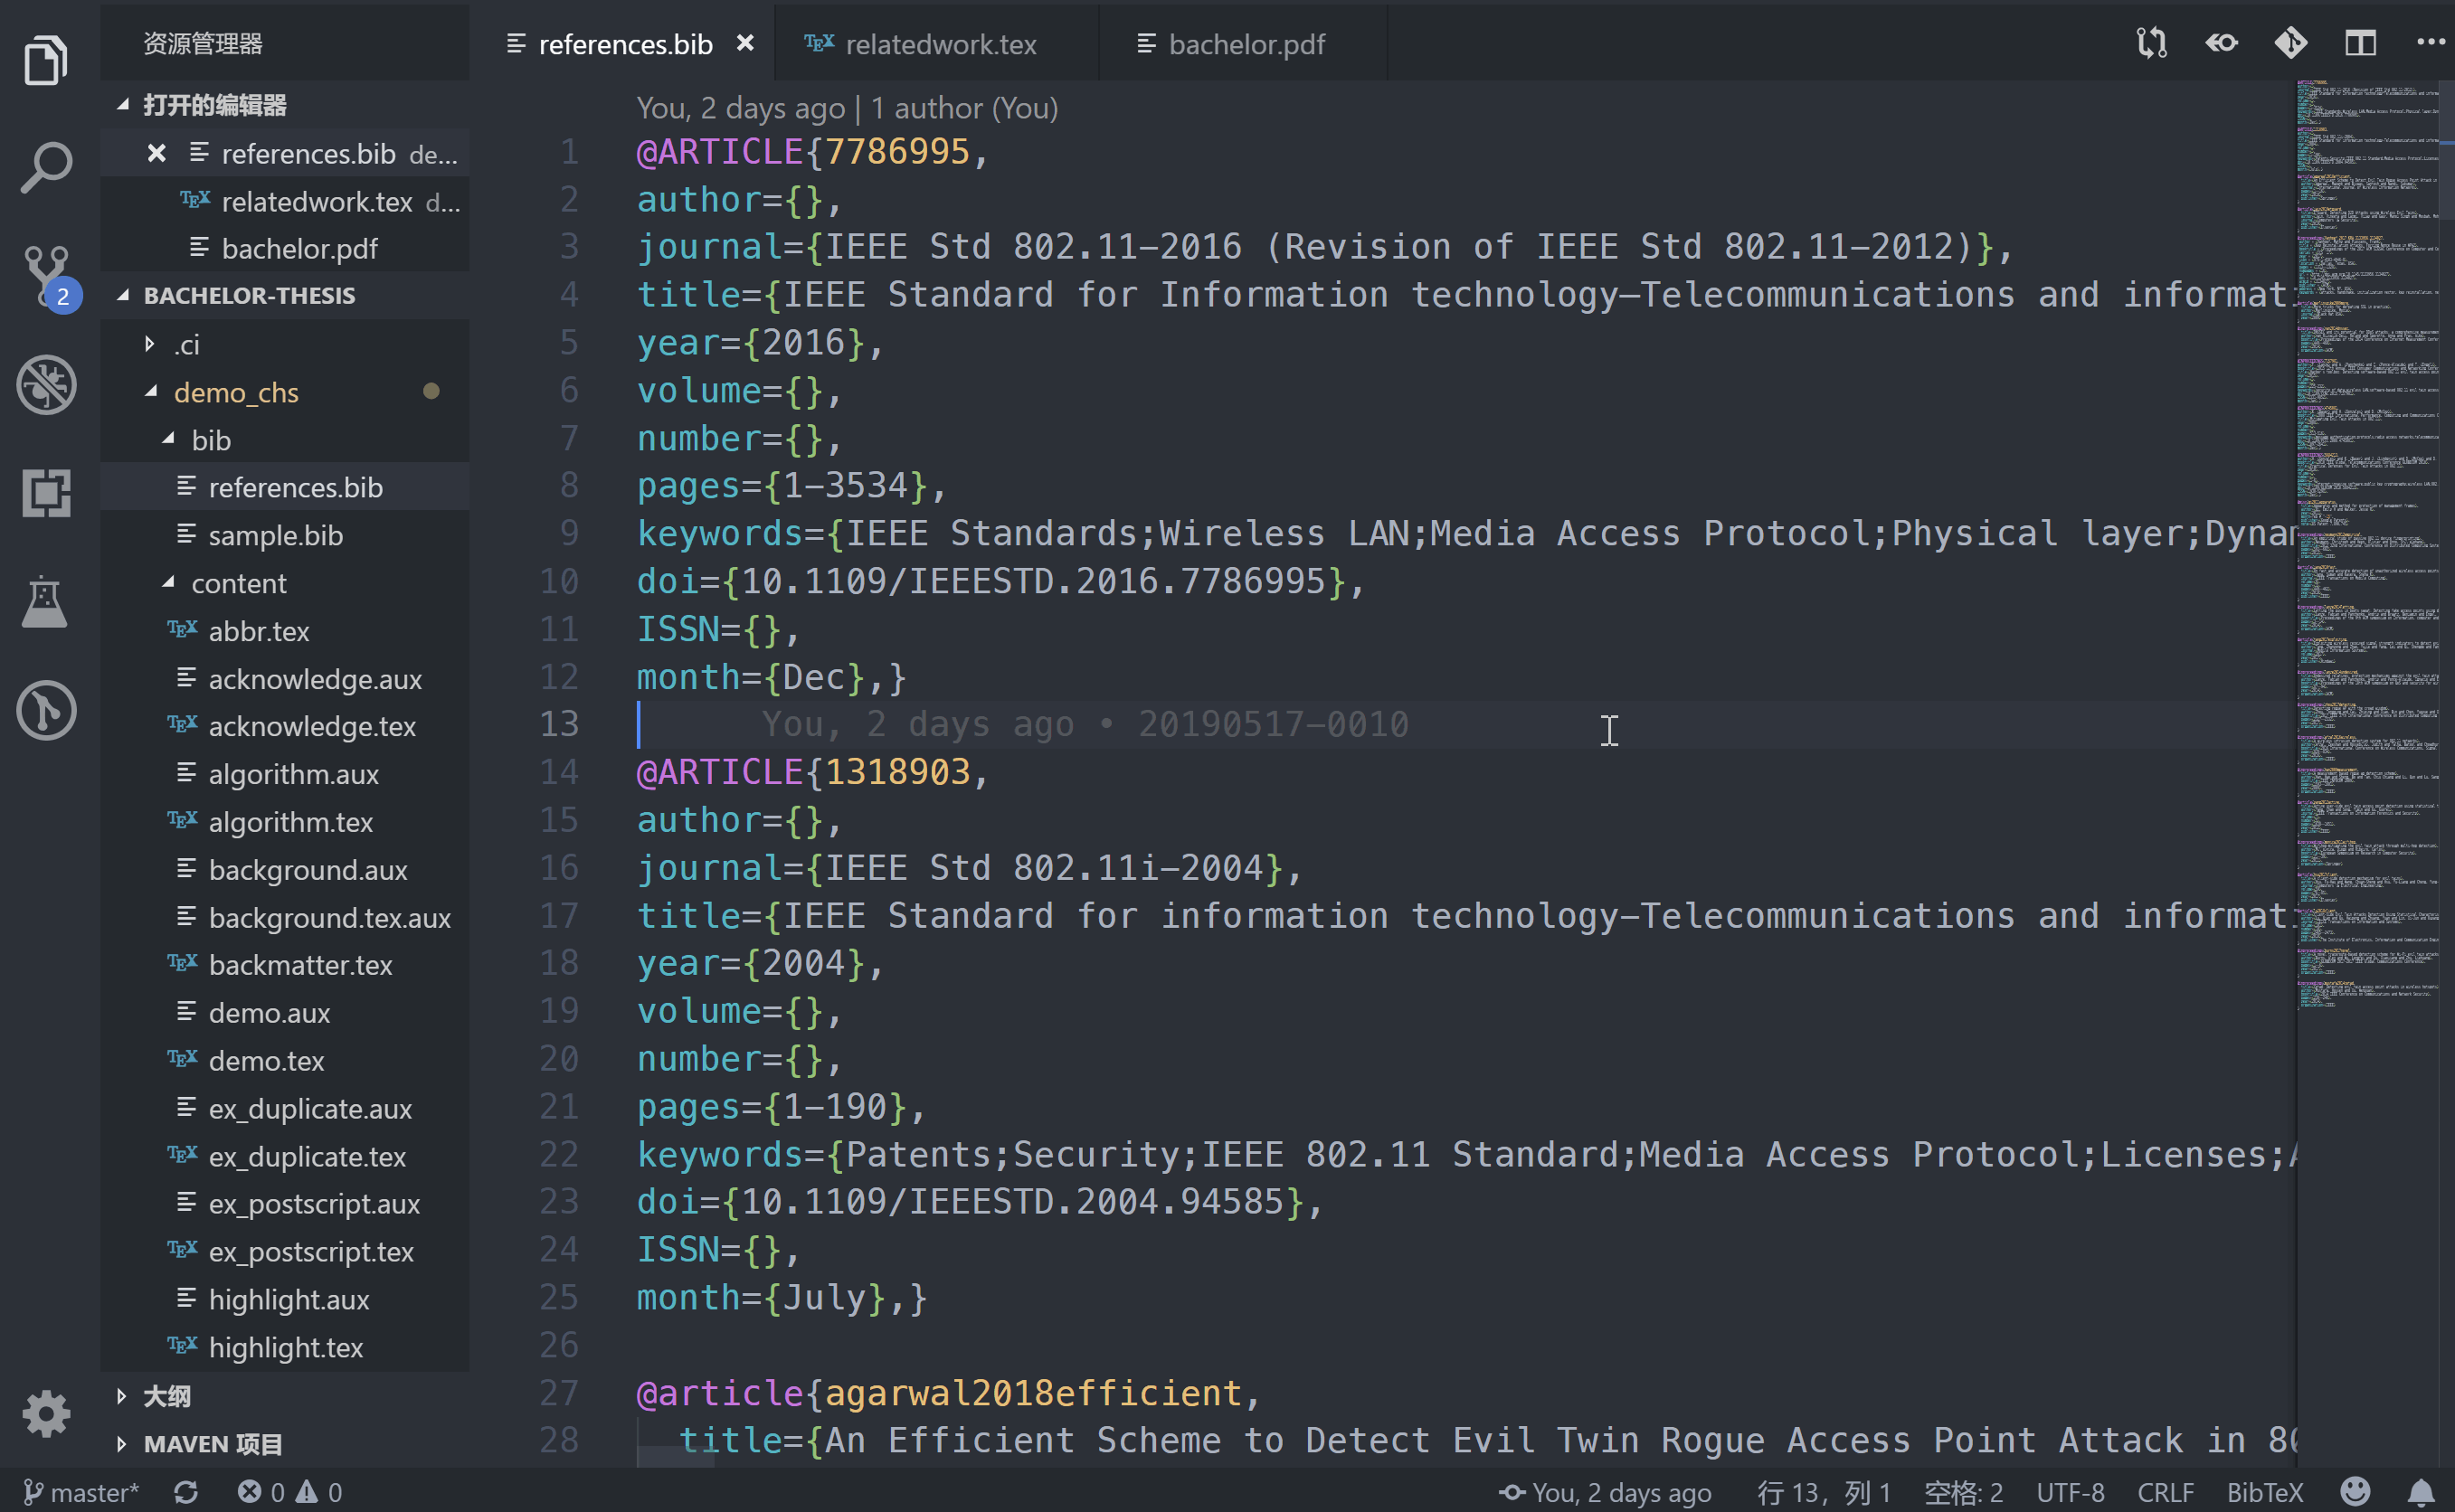 资源管理器
打开的编辑器
references.bib de...
relatedwork.tex d...
bachelor.pdf
BACHELOR-THESIS
.ci
demo_chs
bib
references.bib
sample.bib
content
abbr.tex
acknowledge.aux
acknowledge.tex
algorithm.aux
algorithm.tex
background.aux
background.tex.aux
backmatter.tex
demo.aux
demo.tex
ex_duplicate.aux
ex_duplicate.tex
ex_postscript.aux
ex_postscript.tex
highlight.aux
highlight.tex
大纲
MAVEN 项目
2
references.bib
relatedwork.tex
bachelor.pdf
You, 2 days ago | 1 author (You)
1 @ARTICLE{7786995,
2 author={},
3 journal={IEEE Std 802.11-2016 (Revision of IEEE Std 802.11-2012)},
4 title={IEEE Standard for Information technology—Telecommunications and informati
5 year={2016},
6 volume={},
7 number={},
8 pages={1-3534},
9 keywords={IEEE Standards;Wireless LAN;Media Access Protocol;Physical layer;Dynam
10 doi={10.1109/IEEESTD.2016.7786995},
11 ISSN={},
12 month={Dec},}
13 You, 2 days ago • 20190517-0010
14 @ARTICLE{1318903,
15 author={},
16 journal={IEEE Std 802.11i-2004},
17 title={IEEE Standard for information technology-Telecommunications and informati
18 year={2004},
19 volume={},
20 number={},
21 pages={1-190},
22 keywords={Patents;Security;IEEE 802.11 Standard;Media Access Protocol;Licenses;A
23 doi={10.1109/IEEESTD.2004.94585},
24 ISSN={},
25 month={July},}
26
27 @article{agarwal2018efficient,
28 title={An Efficient Scheme to Detect Evil Twin Rogue Access Point Attack in 80
master* 0 0 You, 2 days ago 行 13，列 1 空格: 2 UTF-8 CRLF BibTeX